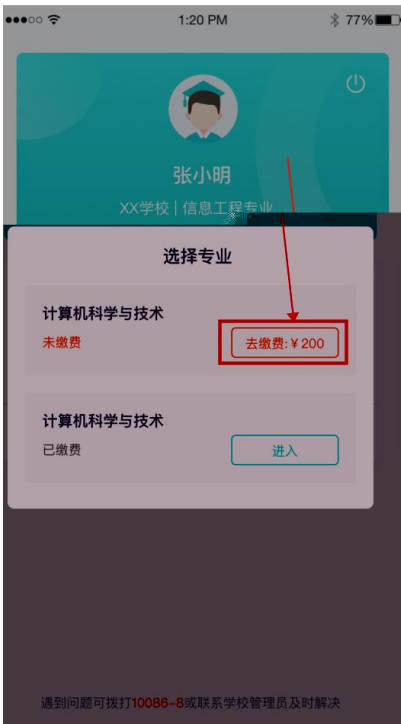 1:20 PM
77%
张小明
XX学校 | 信息工程专业
选择专业
计算机科学与技术
未缴费
去缴费:¥200
计算机科学与技术
已缴费
进入
遇到问题可拨打10086-8或联系学校管理员及时解决